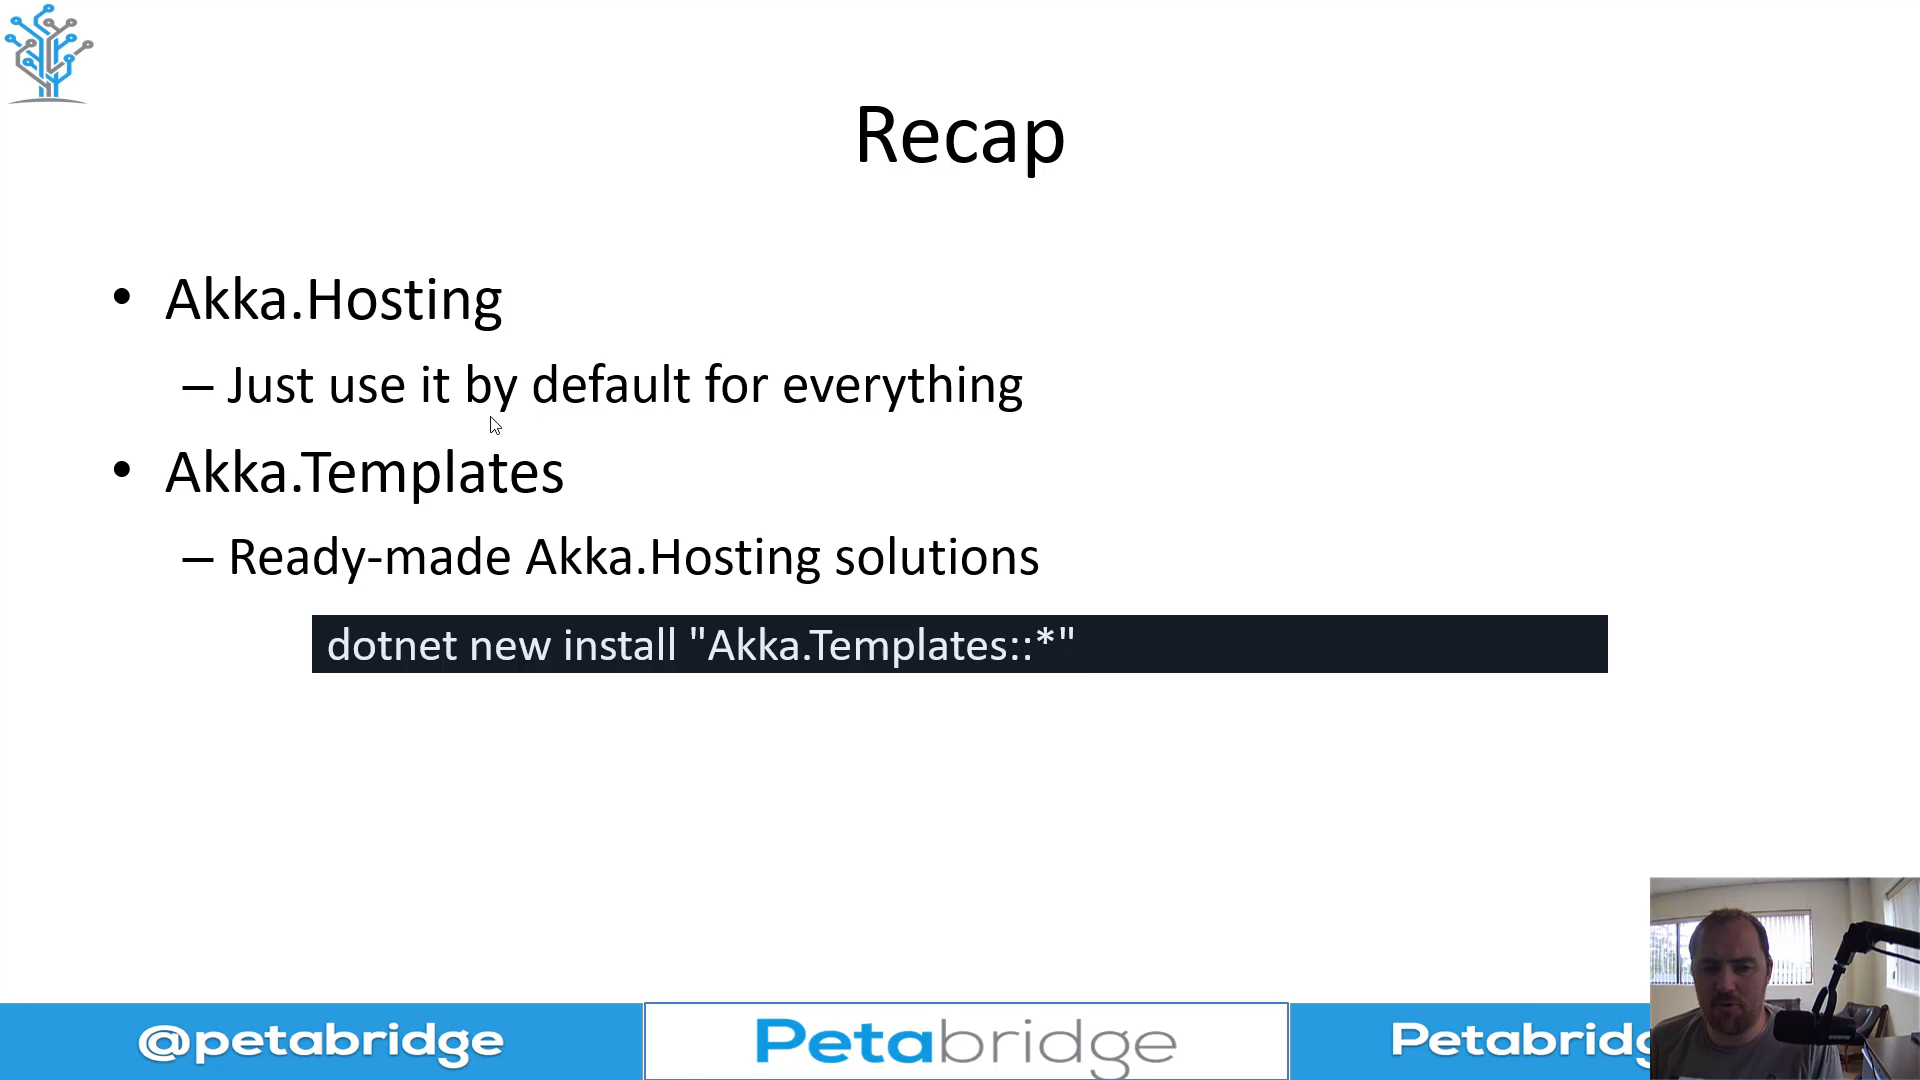 Recap
• Akka.Hosting
– Just use it by default for everything
• Akka.Templates
– Ready-made Akka.Hosting solutions
dotnet new install "Akka.Templates::*"
@petabridge
Petabridge
Petabridg